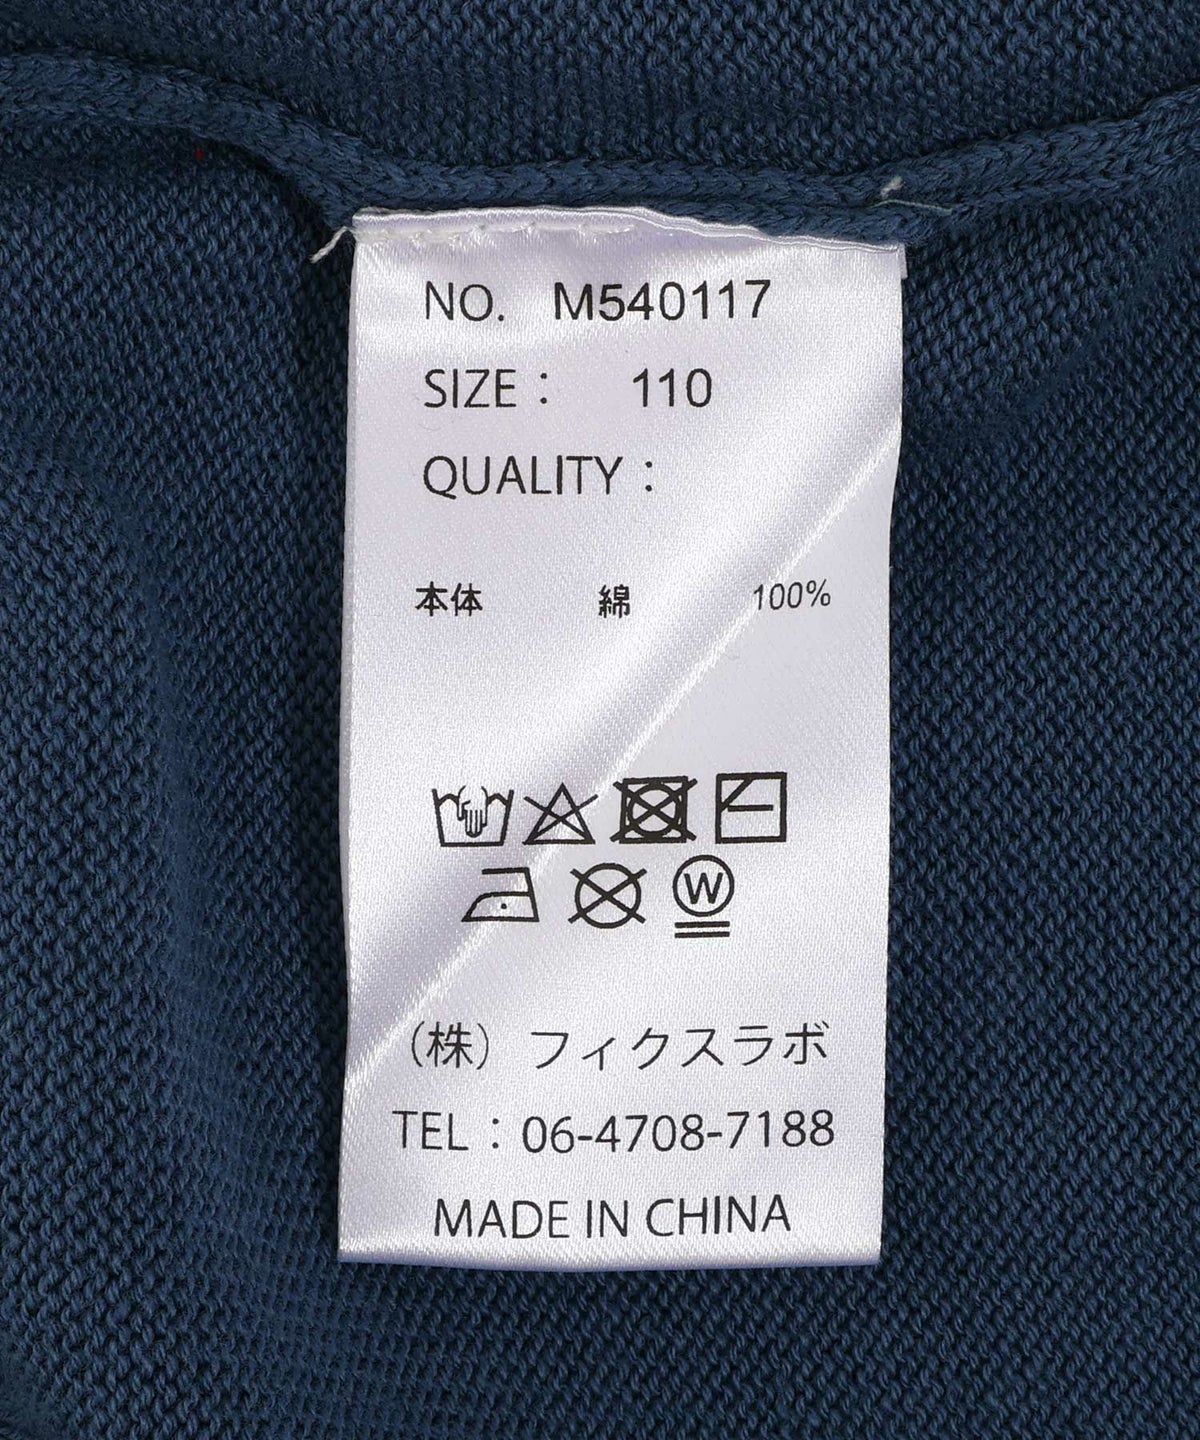 NO. M540117
SIZE： 110
QUALITY：
本体 綿 100%
W
（株）フィクスラボ
TEL：06-4708-7188
MADE IN CHINA